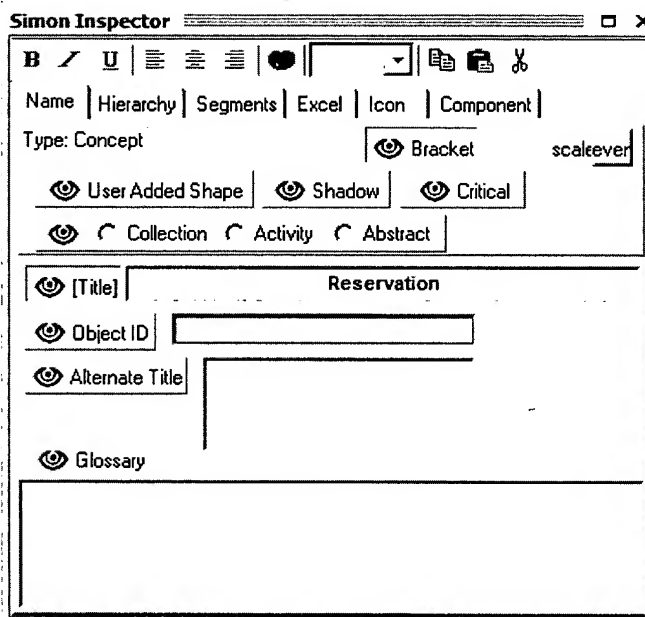 Simon Inspector
B I U
Name Hierarchy Segments Excel Icon Component
Type: Concept Bracket scaleever
User Added Shape Shadow Critical
Collection Activity Abstract
[Title] Reservation
Object ID
Alternate Title
Glossary